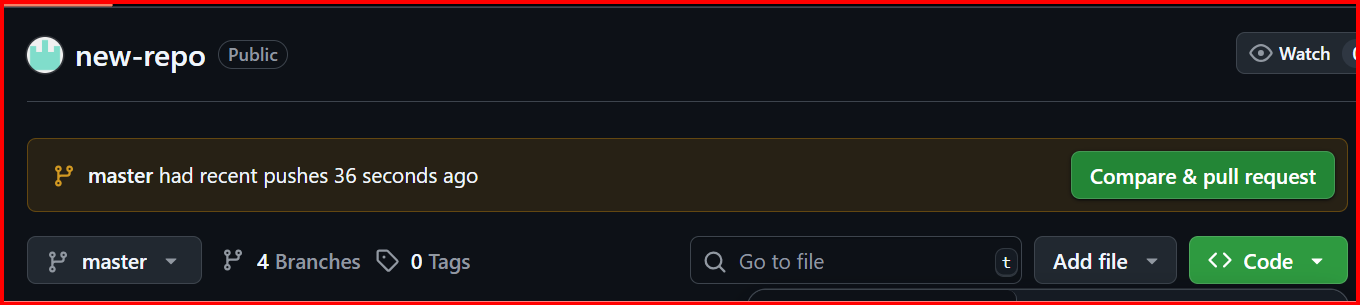 new-repo Public
Watch
master had recent pushes 36 seconds ago
Compare & pull request
master 4 Branches 0 Tags
Go to file t
Add file
Code